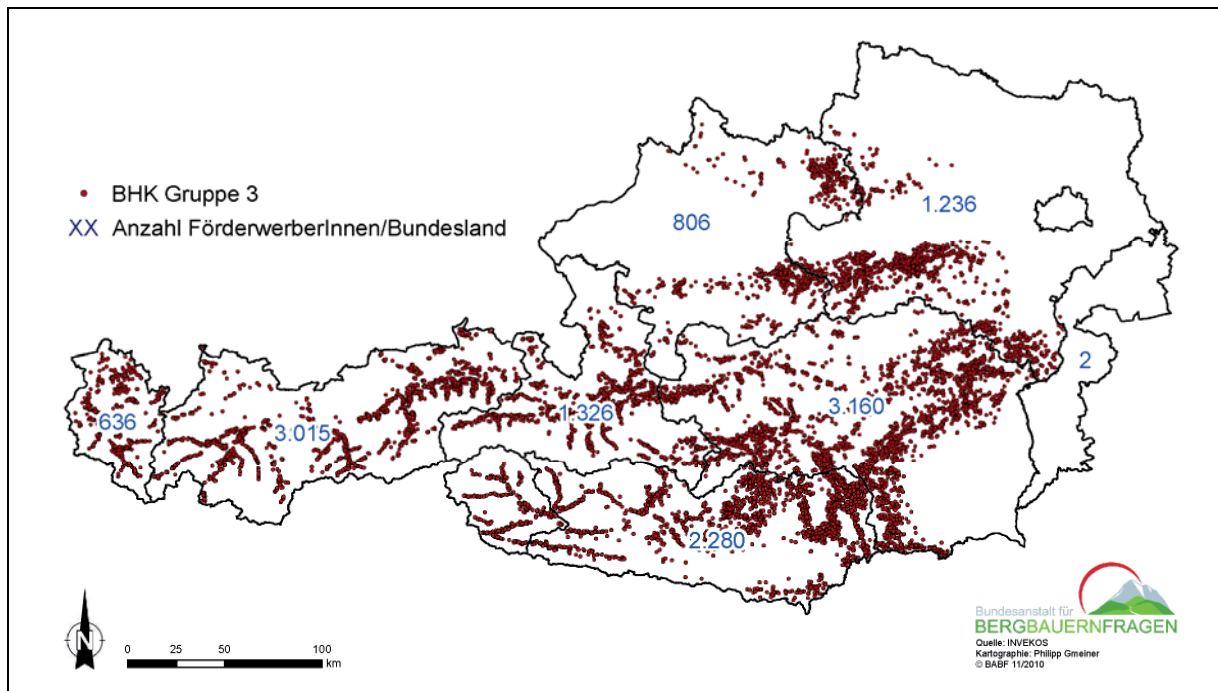 BHK Gruppe 3
XX Anzahl FörderwerberInnen/Bundesland
806
1.236
2
636
3.015
1.326
3.160
2.280
N
0 25 50 100
km
Bundesanstalt für
BERGBAUERNFRAGEN
Quelle: INVEKOS
Kartographie: Philipp Gmeiner
© BABF 11/2010